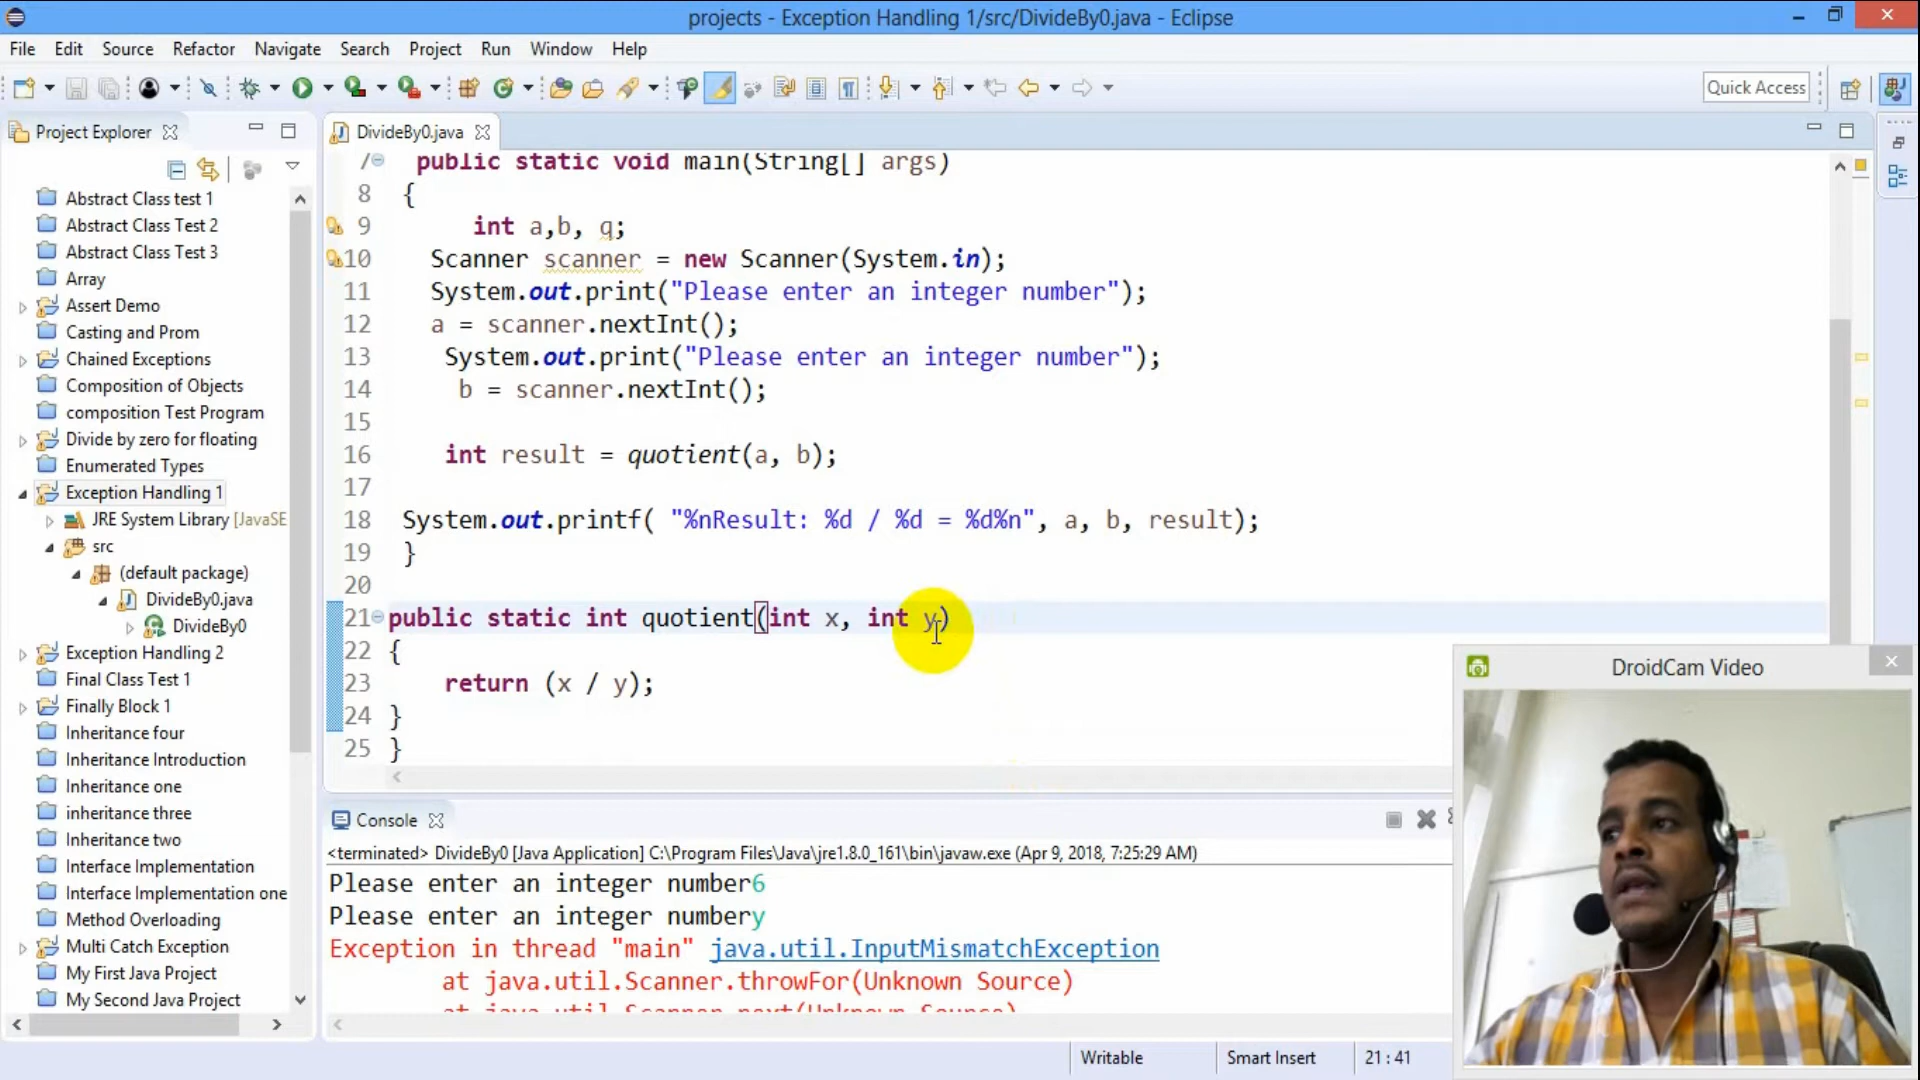 projects - Exception Handling 1/src/DivideBy0.java - Eclipse
File Edit Source Refactor Navigate Search Project Run Window Help
Quick Access
Project Explorer
DivideBy0.java
Abstract Class test 1
Abstract Class Test 2
Abstract Class Test 3
Array
Assert Demo
Casting and Prom
Chained Exceptions
Composition of Objects
composition Test Program
Divide by zero for floating
Enumerated Types
Exception Handling 1
JRE System Library [JavaSE
src
(default package)
DivideBy0.java
DivideBy0
Exception Handling 2
Final Class Test 1
Finally Block 1
Inheritance four
Inheritance Introduction
Inheritance one
inheritance three
Inheritance two
Interface Implementation
Interface Implementation one
Method Overloading
Multi Catch Exception
My First Java Project
My Second Java Project
7 public static void main(String[] args)
8 {
9 int a,b, q;
10 Scanner scanner = new Scanner(System.in);
11 System.out.print("Please enter an integer number");
12 a = scanner.nextInt();
13 System.out.print("Please enter an integer number");
14 b = scanner.nextInt();
15
16 int result = quotient(a, b);
17
18 System.out.printf( "%nResult: %d / %d = %d%n", a, b, result);
19 }
20
21 public static int quotient(int x, int y)
22 {
23 return (x / y);
24 }
25 }
Console
<terminated> DivideBy0 [Java Application] C:\Program Files\Java\jre1.8.0_161\bin\javaw.exe (Apr 9, 2018, 7:25:29 AM)
Please enter an integer number6
Please enter an integer numbery
Exception in thread "main" java.util.InputMismatchException
at java.util.Scanner.throwFor(Unknown Source)
at java.util.Scanner.next(Unknown Source)
Writable
Smart Insert
21 : 41
DroidCam Video